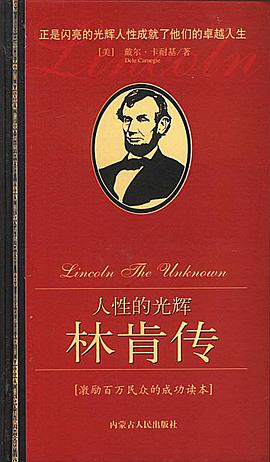 正是闪亮的光辉人性成就了他们的卓越人生
[美] 戴尔·卡耐基/著
Dele Carnegie
Lincoln The Unknown
人性的光辉
林肯传
[激励百万民众的成功读本]
内蒙古人民出版社